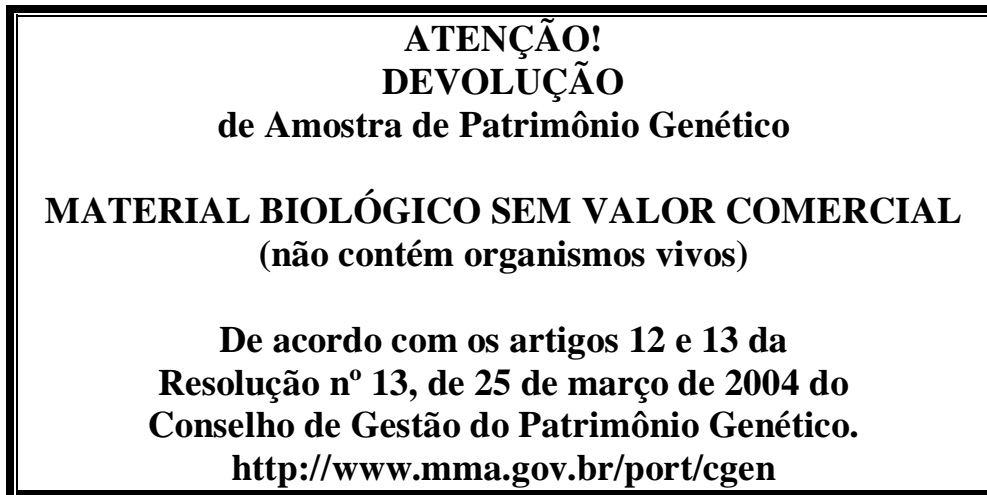 ATENÇÃO!
DEVOLUÇÃO
de Amostra de Patrimônio Genético
MATERIAL BIOLÓGICO SEM VALOR COMERCIAL
(não contém organismos vivos)
De acordo com os artigos 12 e 13 da
Resolução nº 13, de 25 de março de 2004 do
Conselho de Gestão do Patrimônio Genético.
http://www.mma.gov.br/port/cgen